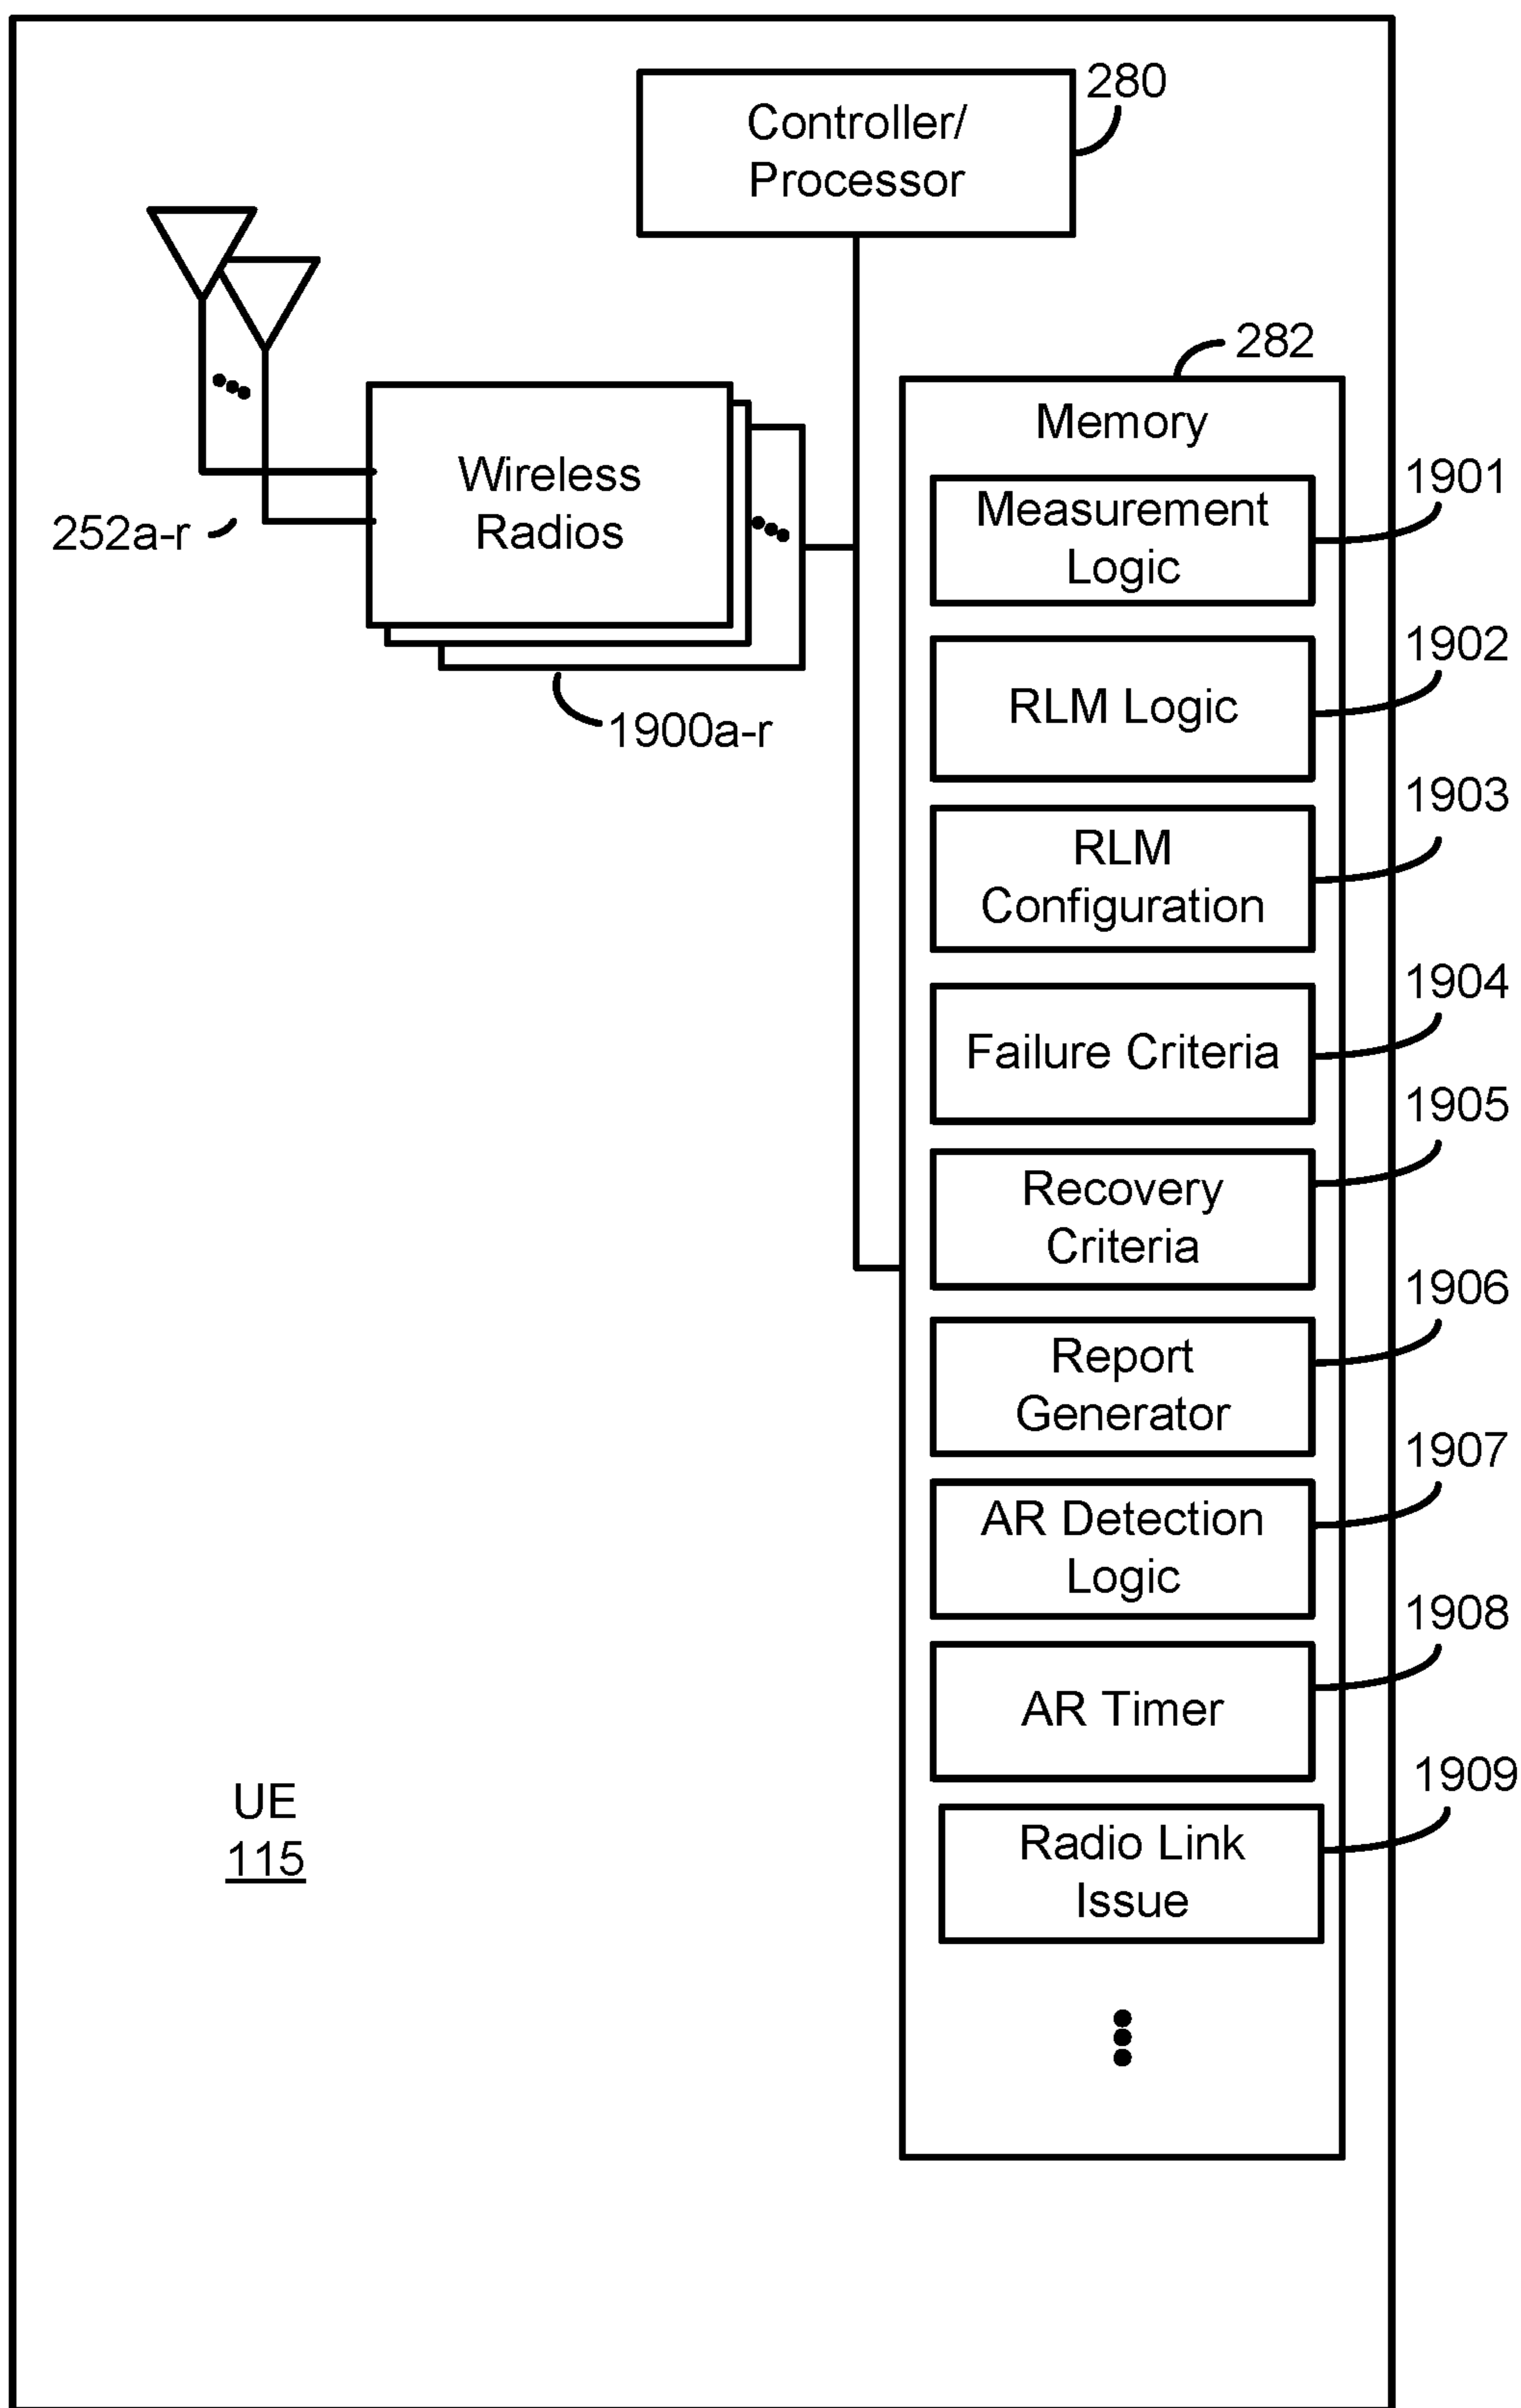 Controller/
Processor
280
282
Memory
Wireless
Radios
252a-r
1900a-r
Measurement
Logic
1901
RLM Logic
1902
RLM
Configuration
1903
Failure Criteria
1904
Recovery
Criteria
1905
Report
Generator
1906
AR Detection
Logic
1907
AR Timer
1908
Radio Link
Issue
1909
UE
115